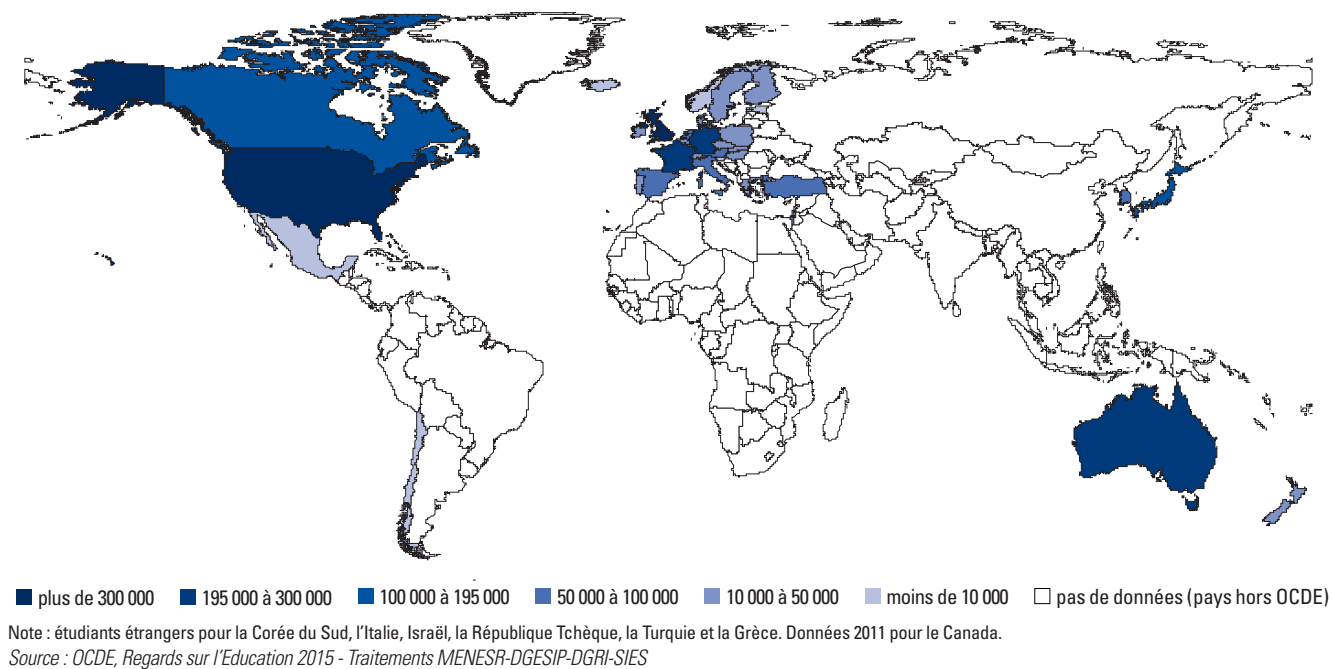 plus de 300 000 195 000 à 300 000 100 000 à 195 000 50 000 à 100 000 10 000 à 50 000 moins de 10 000 pas de données (pays hors OCDE)
Note : étudiants étrangers pour la Corée du Sud, l'Italie, Israël, la République Tchèque, la Turquie et la Grèce. Données 2011 pour le Canada.
Source : OCDE, Regards sur l'Education 2015 - Traitements MENESR-DGESIP-DGRI-SIES